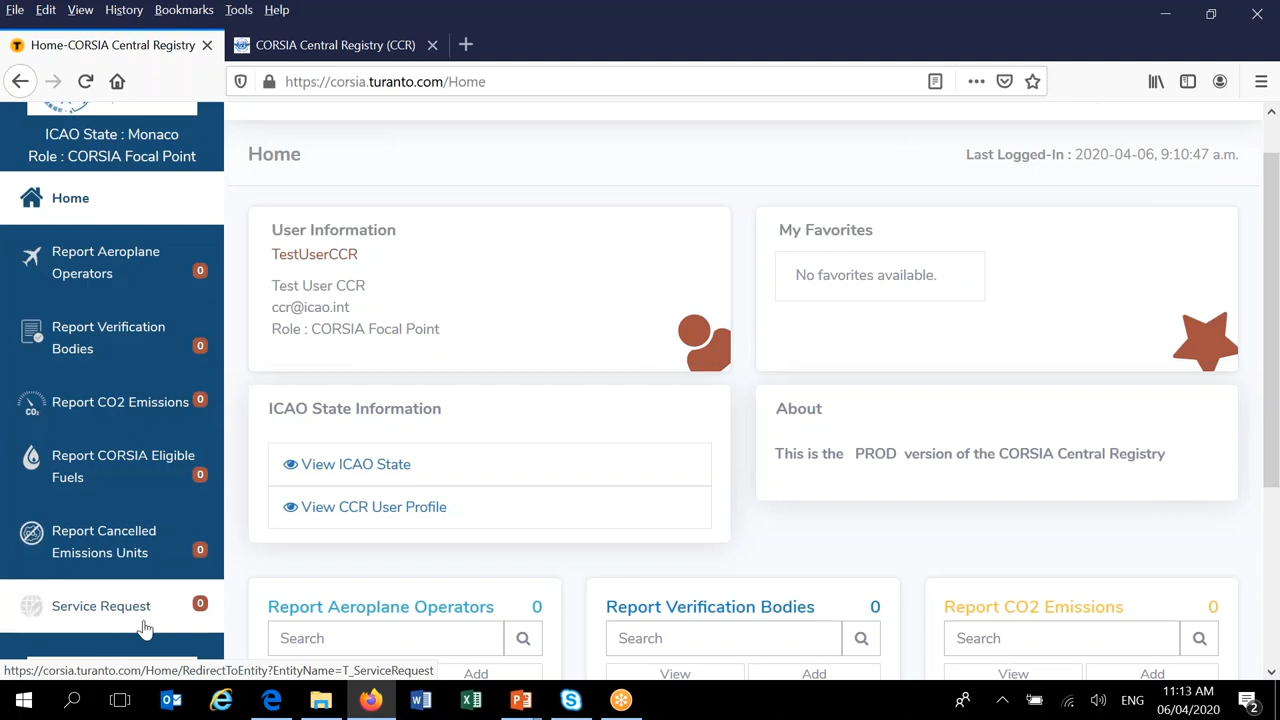 File Edit View History Bookmarks Tools Help
Home-CORSIA Central Registry
CORSIA Central Registry (CCR)
https://corsia.turanto.com/Home
ICAO State : Monaco
Role : CORSIA Focal Point
Home
Report Aeroplane
Operators
0
Report Verification
Bodies
0
Report CO2 Emissions
0
Report CORSIA Eligible
Fuels
0
Report Cancelled
Emissions Units
0
Service Request
0
Home
Last Logged-In : 2020-04-06, 9:10:47 a.m.
User Information
TestUserCCR
Test User CCR
ccr@icao.int
Role : CORSIA Focal Point
My Favorites
No favorites available.
ICAO State Information
View ICAO State
View CCR User Profile
About
This is the PROD version of the CORSIA Central Registry
Report Aeroplane Operators 0
Search
Add
Report Verification Bodies 0
Search
View Add
Report CO2 Emissions 0
Search
View Add
https://corsia.turanto.com/Home/RedirectToEntity?EntityName=T_ServiceRequest
ENG
11:13 AM
06/04/2020
2